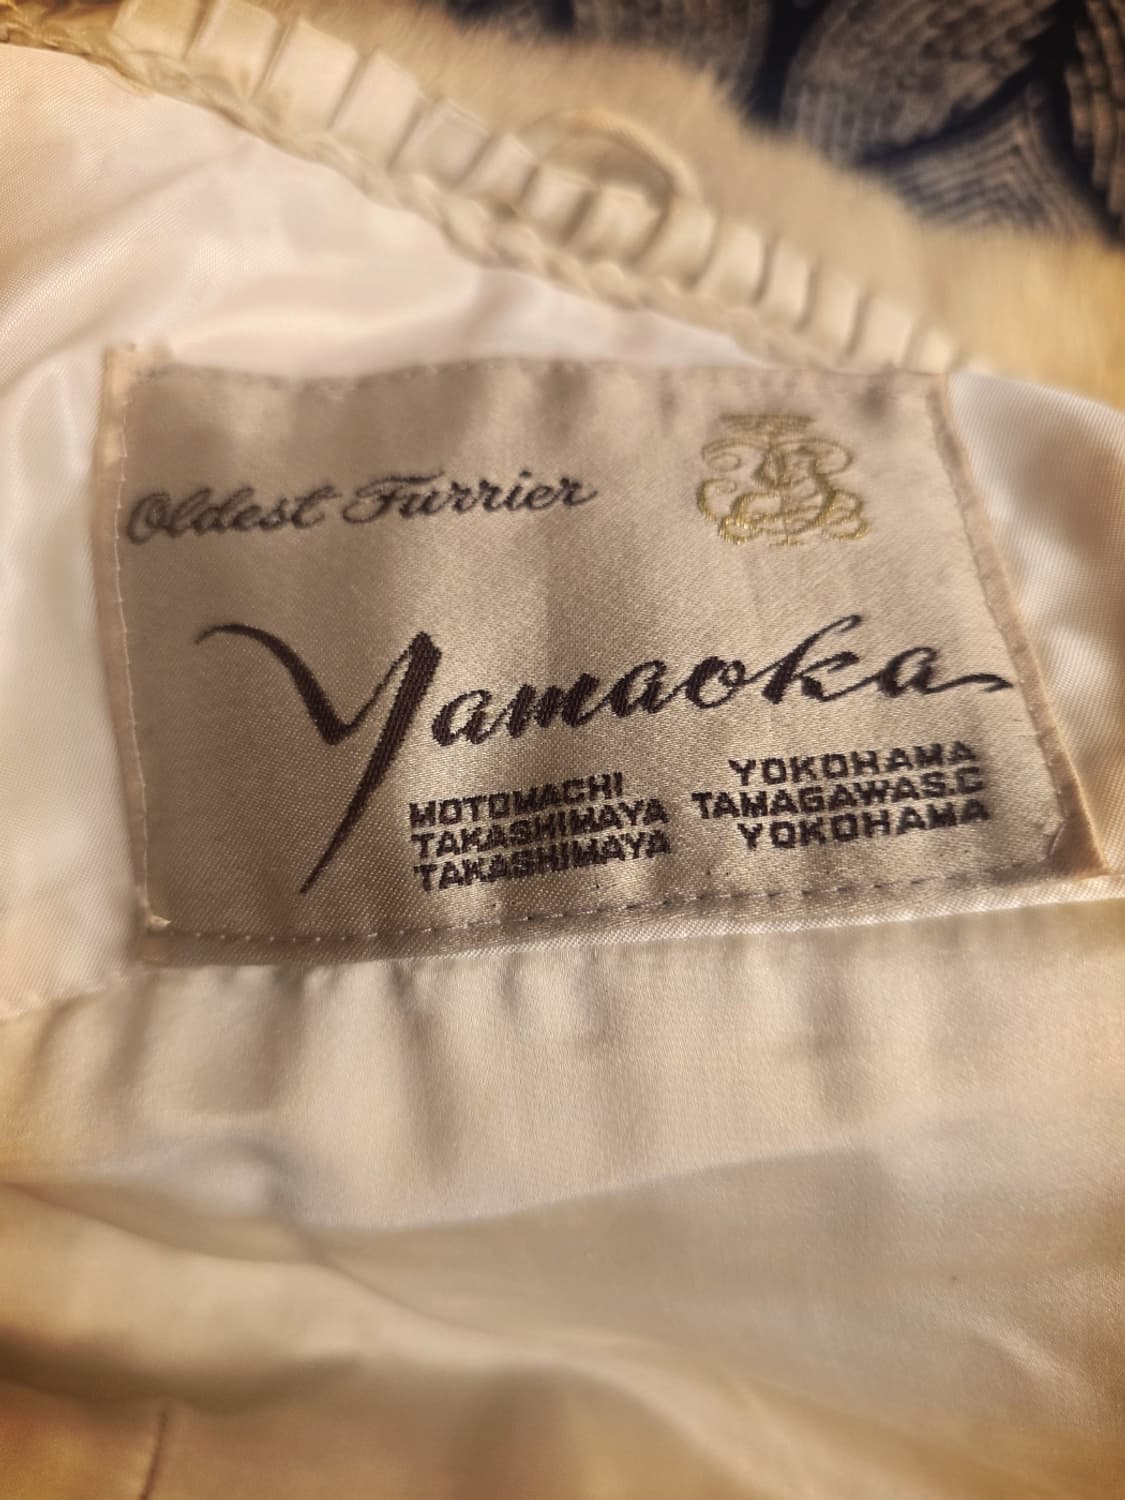 Oldest Furrier
Yamaoka
MOTOMACHI YOKOHAMA
TAKASHIMAYA TAMAGAWA S.C
TAKASHIMAYA YOKOHAMA